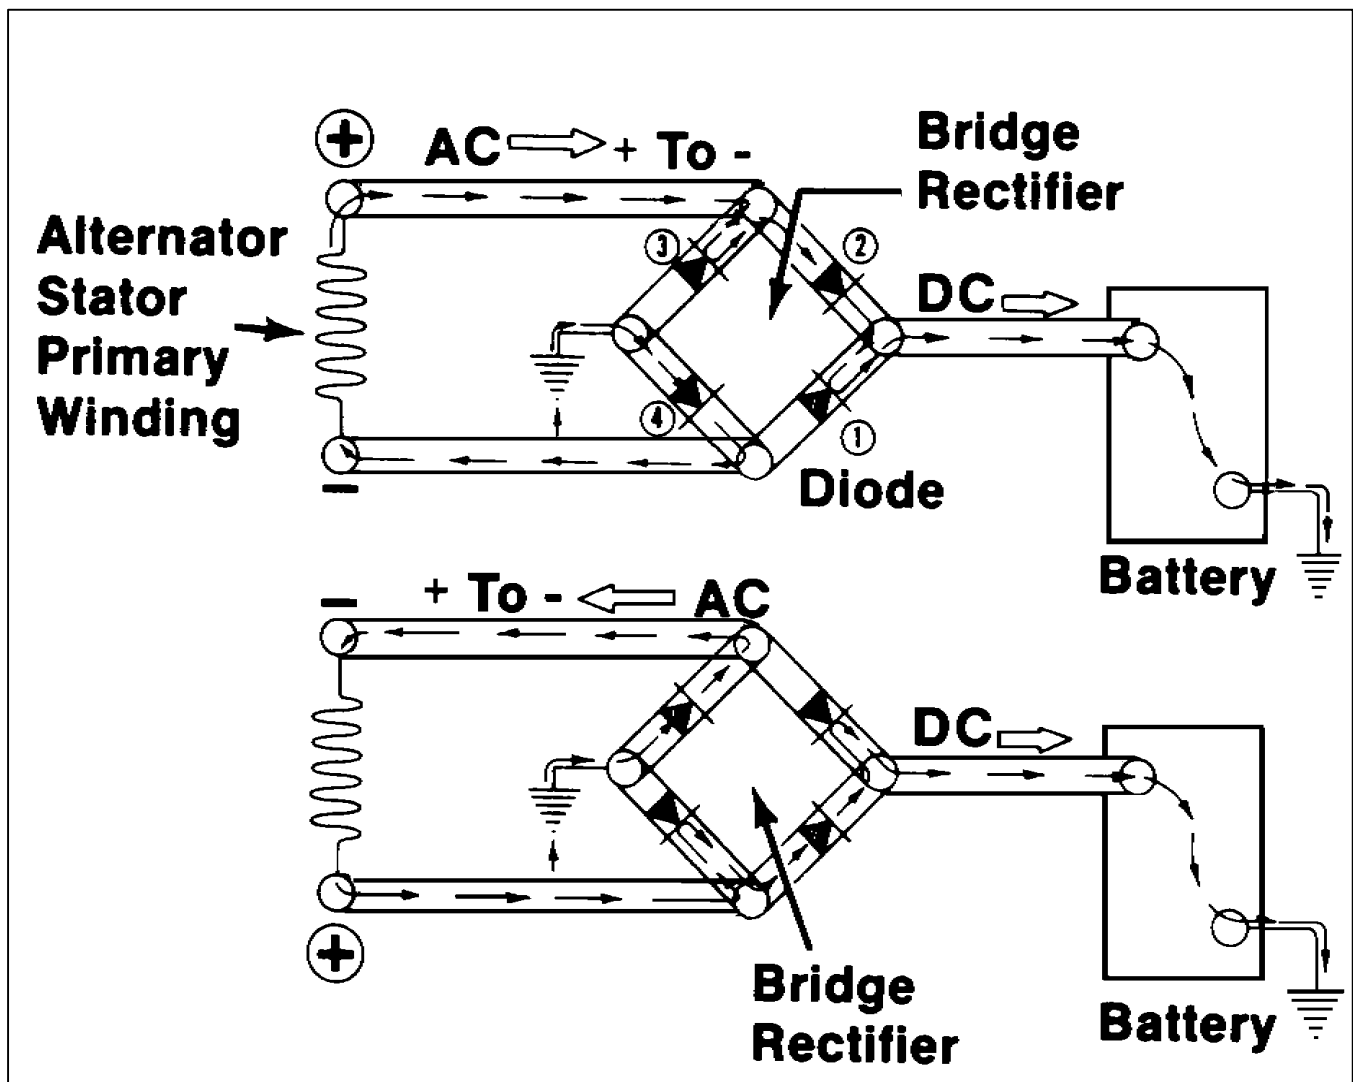 +
AC + To -
Bridge
Rectifier
Alternator
Stator
Primary
Winding
3
2
DC
4
1
-
Diode
Battery
+ To - AC
-
DC
+
Bridge
Rectifier
Battery